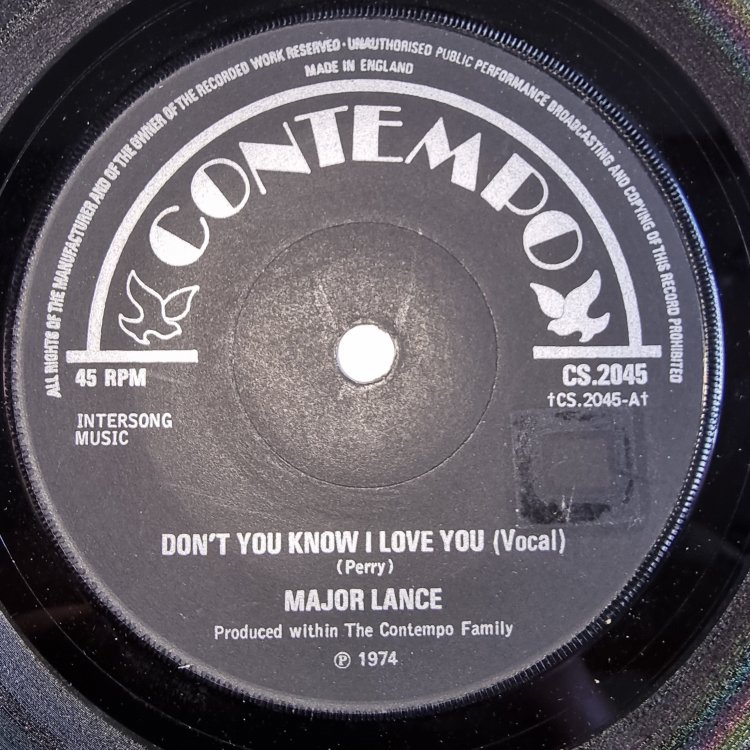 ALL RIGHTS OF THE MANUFACTURER AND OF THE OWNER OF THE RECORDED WORK RESERVED · UNAUTHORISED PUBLIC PERFORMANCE BROADCASTING AND COPYING OF THIS RECORD PROHIBITED
MADE IN ENGLAND
CONTEMPO
45 RPM
CS.2045
†CS.2045-A†
INTERSONG
MUSIC
DON'T YOU KNOW I LOVE YOU (Vocal)
(Perry)
MAJOR LANCE
Produced within The Contempo Family
℗ 1974